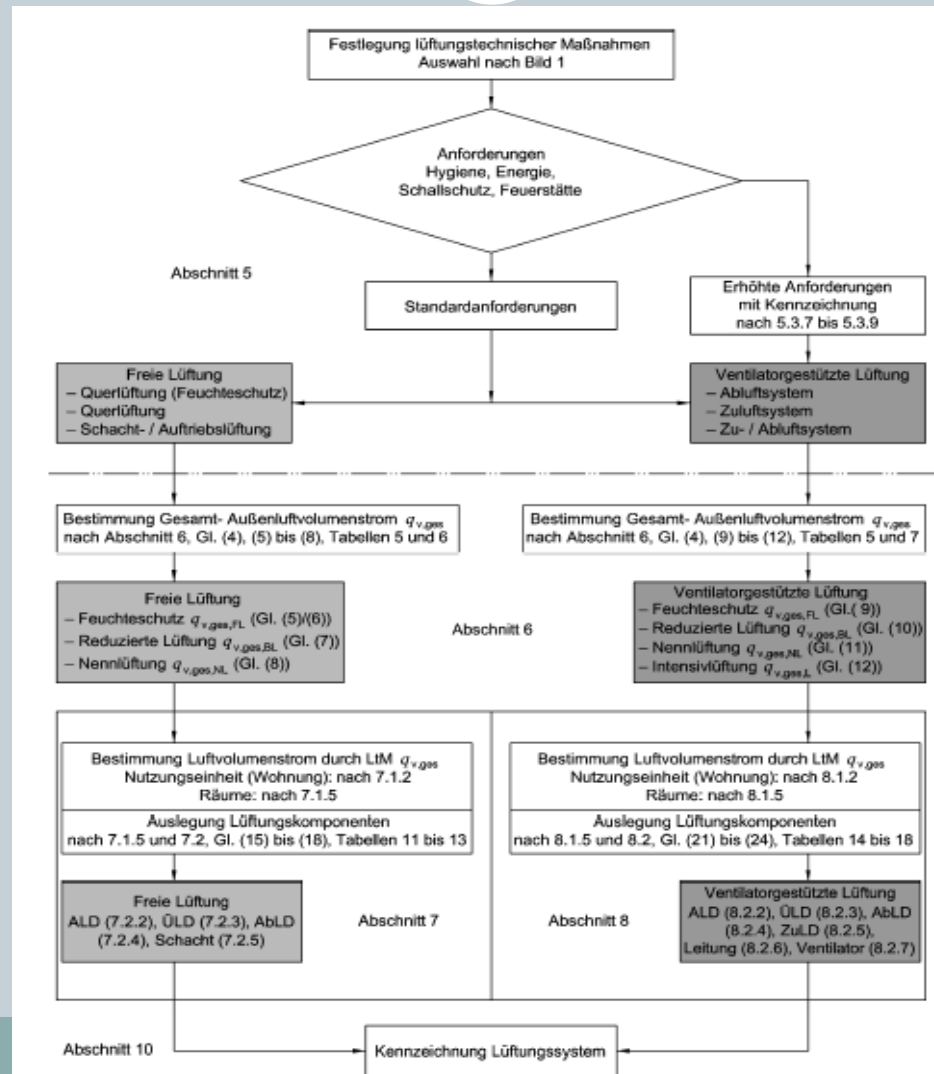 Festlegung lüftungstechnischer Maßnahmen
Auswahl nach Bild 1
Anforderungen
Hygiene, Energie,
Schallschutz, Feuerstätte
Abschnitt 5
Standardanforderungen
Erhöhte Anforderungen
mit Kennzeichnung
nach 5.3.7 bis 5.3.9
Freie Lüftung
– Querlüftung (Feuchteschutz)
– Querlüftung
– Schacht- / Auftriebslüftung
Ventilatorgestützte Lüftung
– Abluftsystem
– Zuluftsystem
– Zu- / Abluftsystem
Bestimmung Gesamt- Außenluftvolumenstrom q v,ges
nach Abschnitt 6, Gl. (4), (5) bis (8), Tabellen 5 und 6
Bestimmung Gesamt- Außenluftvolumenstrom q v,ges
nach Abschnitt 6, Gl. (4), (9) bis (12), Tabellen 5 und 7
Freie Lüftung
– Feuchteschutz q v,ges,FL (Gl. (5)/(6))
– Reduzierte Lüftung q v,ges,BL (Gl. (7))
– Nennlüftung q v,ges,NL (Gl. (8))
Abschnitt 6
Ventilatorgestützte Lüftung
– Feuchteschutz q v,ges,FL (Gl.( 9))
– Reduzierte Lüftung q v,ges,BL (Gl. (10))
– Nennlüftung q v,ges,NL (Gl. (11))
– Intensivlüftung q v,ges,IL (Gl. (12))
Bestimmung Luftvolumenstrom durch LtM q v,ges
Nutzungseinheit (Wohnung): nach 7.1.2
Räume: nach 7.1.5
Auslegung Lüftungskomponenten
nach 7.1.5 und 7.2, Gl. (15) bis (18), Tabellen 11 bis 13
Bestimmung Luftvolumenstrom durch LtM q v,ges
Nutzungseinheit (Wohnung): nach 8.1.2
Räume: nach 8.1.5
Auslegung Lüftungskomponenten
nach 8.1.5 und 8.2, Gl. (21) bis (24), Tabellen 14 bis 18
Freie Lüftung
ALD (7.2.2), ÜLD (7.2.3), AbLD
(7.2.4), Schacht (7.2.5)
Abschnitt 7
Abschnitt 8
Ventilatorgestützte Lüftung
ALD (8.2.2), ÜLD (8.2.3), AbLD
(8.2.4), ZuLD (8.2.5),
Leitung (8.2.6), Ventilator (8.2.7)
Abschnitt 10
Kennzeichnung Lüftungssystem